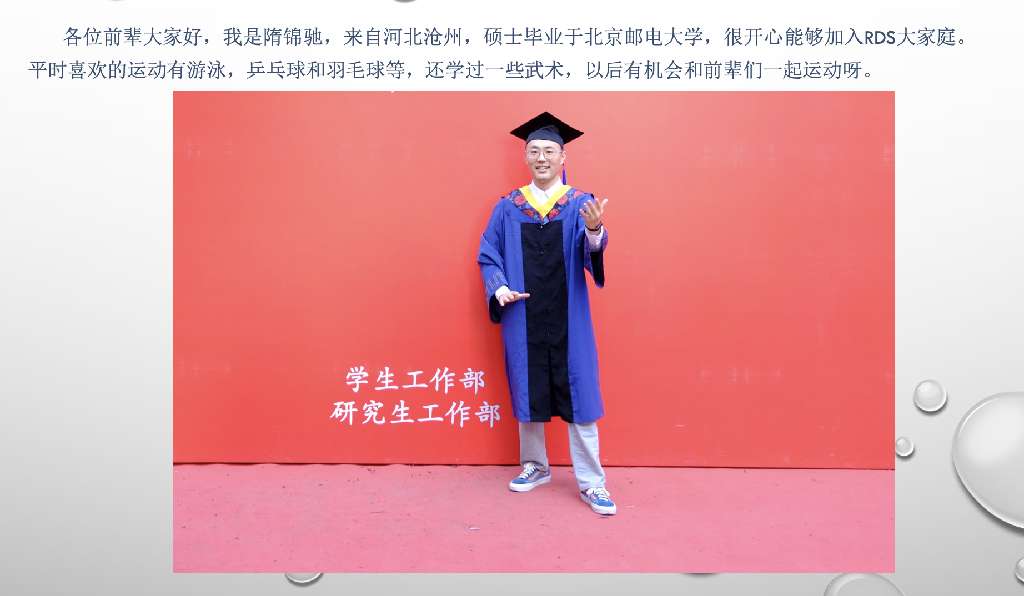 各位前辈大家好，我是隋锦驰，来自河北沧州，硕士毕业于北京邮电大学，很开心能够加入RDS大家庭。
平时喜欢的运动有游泳，乒乓球和羽毛球等，还学过一些武术，以后有机会和前辈们一起运动呀。
学生工作部
研究生工作部